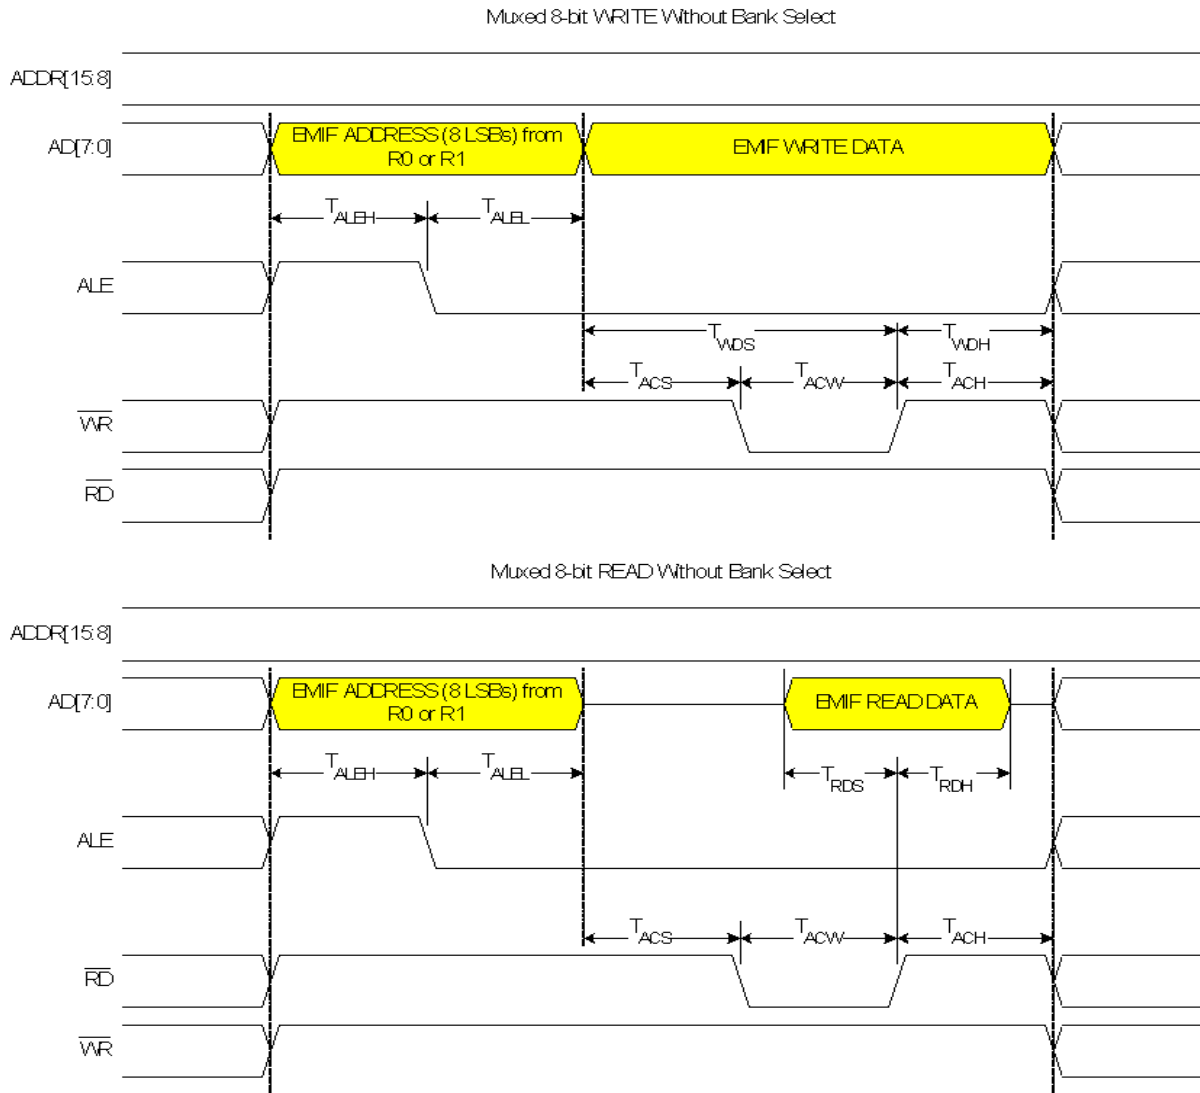 Muxed 8-bit WRITE Without Bank Select
ADDR[15:8]
AD[7:0]
EMIF ADDRESS (8 LSBs) from
R0 or R1
EMIF WRITE DATA
TALEH
TALEL
ALE
TWDS
TWDH
TACS
TACW
TACH
WR
RD
Muxed 8-bit READ Without Bank Select
ADDR[15:8]
AD[7:0]
EMIF ADDRESS (8 LSBs) from
R0 or R1
EMIF READ DATA
TALEH
TALEL
TRDS
TRDH
ALE
TACS
TACW
TACH
RD
WR